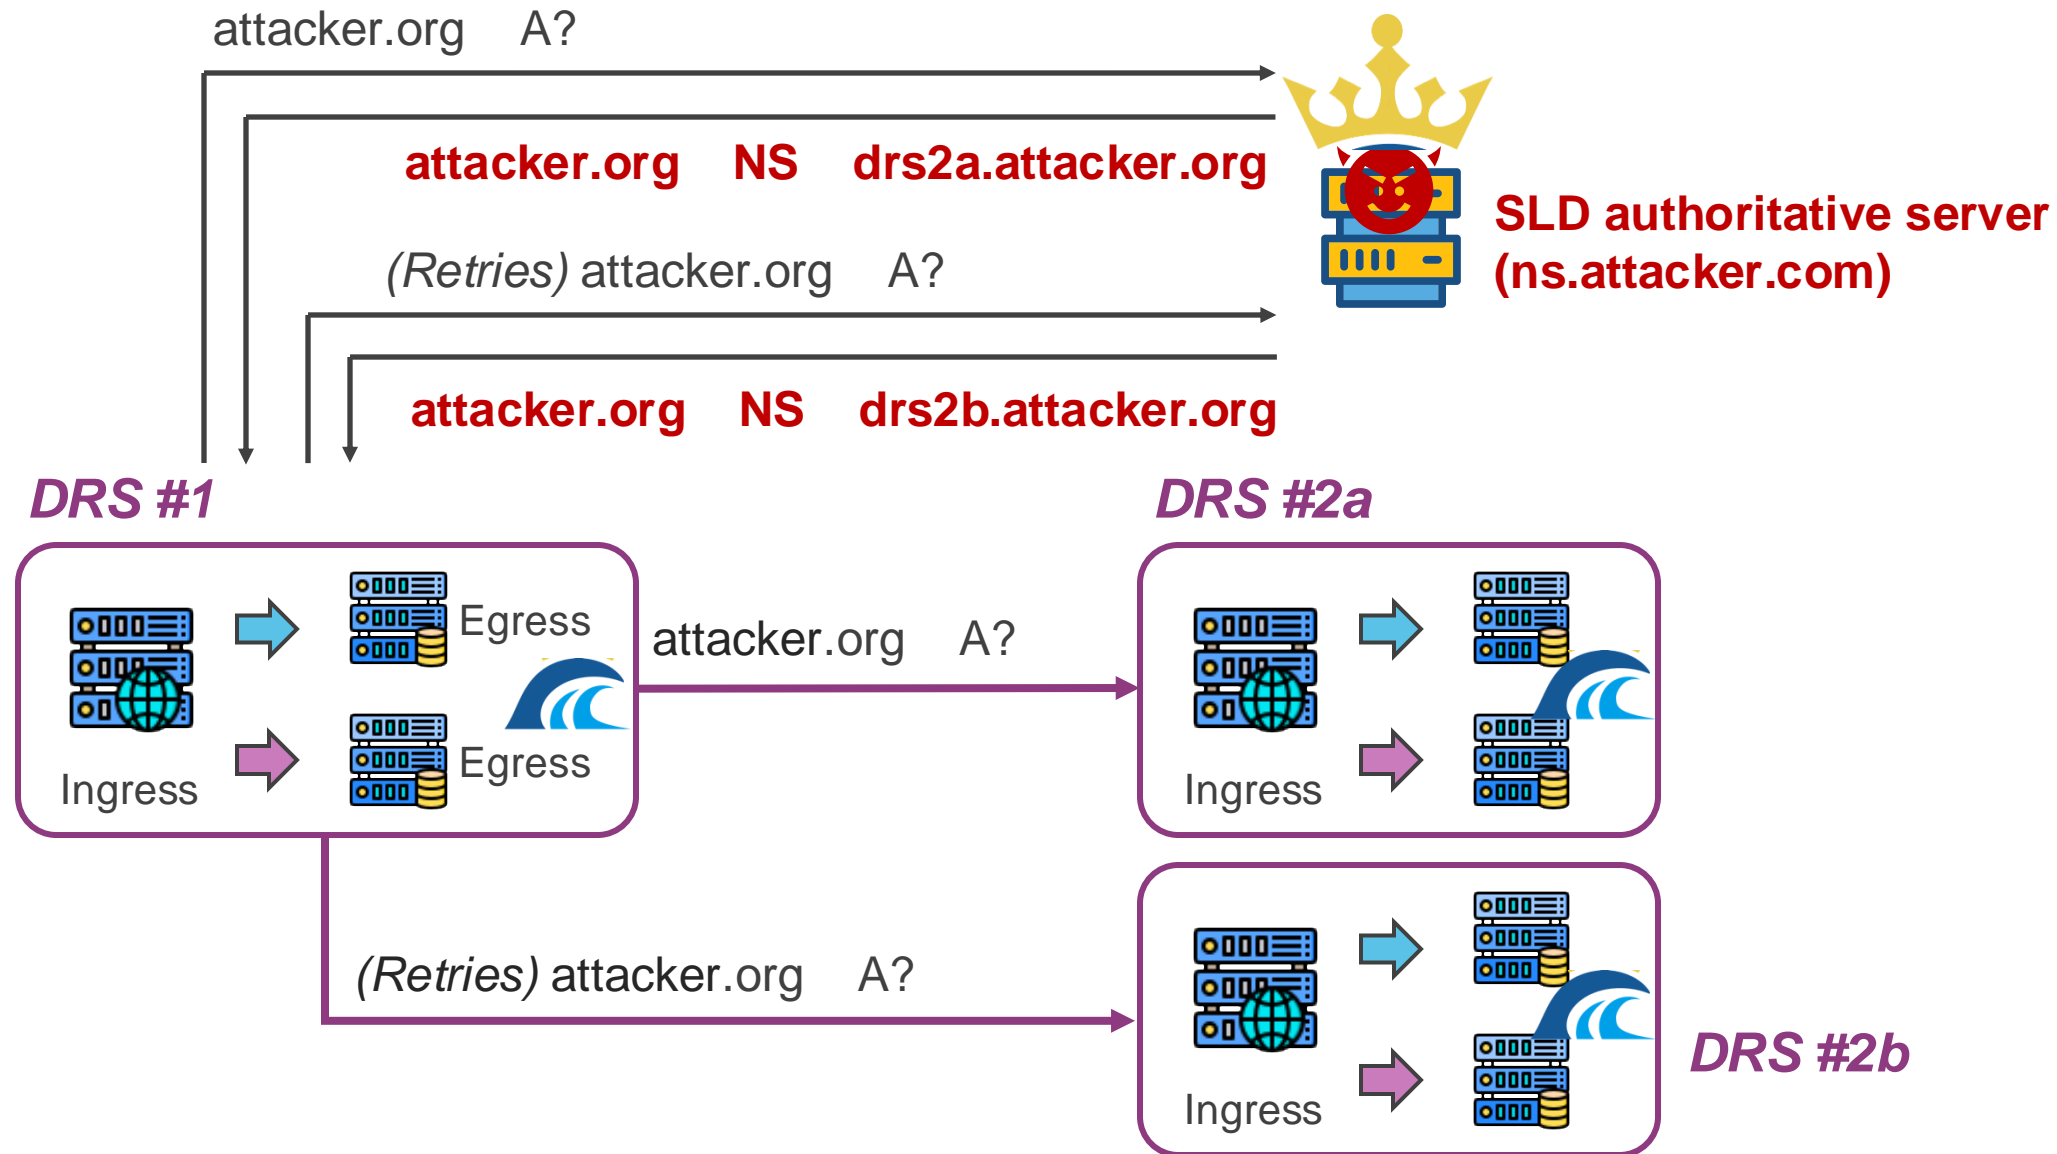 attacker.org A?
attacker.org NS drs2a.attacker.org
SLD authoritative server
(ns.attacker.com)
(Retries) attacker.org A?
attacker.org NS drs2b.attacker.org
DRS #1
DRS #2a
Egress
attacker.org A?
Egress
Ingress
Ingress
(Retries) attacker.org A?
DRS #2b
Ingress